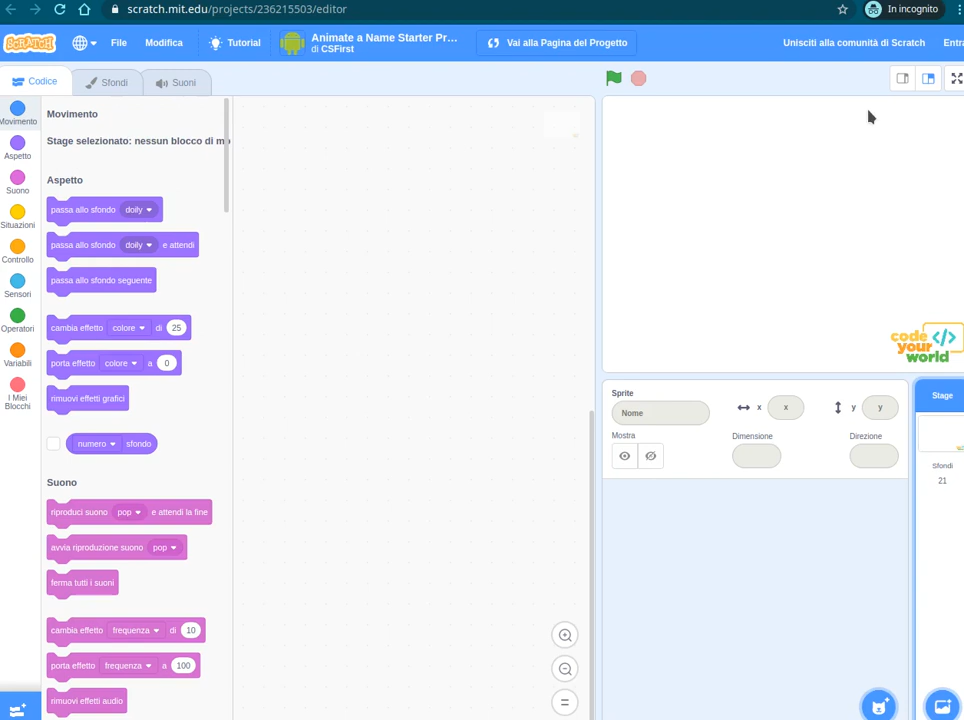 scratch.mit.edu/projects/236215503/editor
In incognito
SCRATCH
File
Modifica
Tutorial
Animate a Name Starter Pr...
di CSFirst
Vai alla Pagina del Progetto
Unisciti alla comunità di Scratch
Entra
Codice
Sfondi
Suoni
Movimento
Aspetto
Suono
Situazioni
Controllo
Sensori
Operatori
Variabili
I Miei
Blocchi
Movimento
Stage selezionato: nessun blocco di mo
Aspetto
passa allo sfondo doily
passa allo sfondo doily e attendi
passa allo sfondo seguente
cambia effetto colore di 25
porta effetto colore a 0
rimuovi effetti grafici
numero sfondo
Suono
riproduci suono pop e attendi la fine
avvia riproduzione suono pop
ferma tutti i suoni
cambia effetto frequenza di 10
porta effetto frequenza a 100
rimuovi effetti audio
code
your
world
Sprite
Nome
x x
y y
Mostra
Dimensione
Direzione
Stage
Sfondi
21